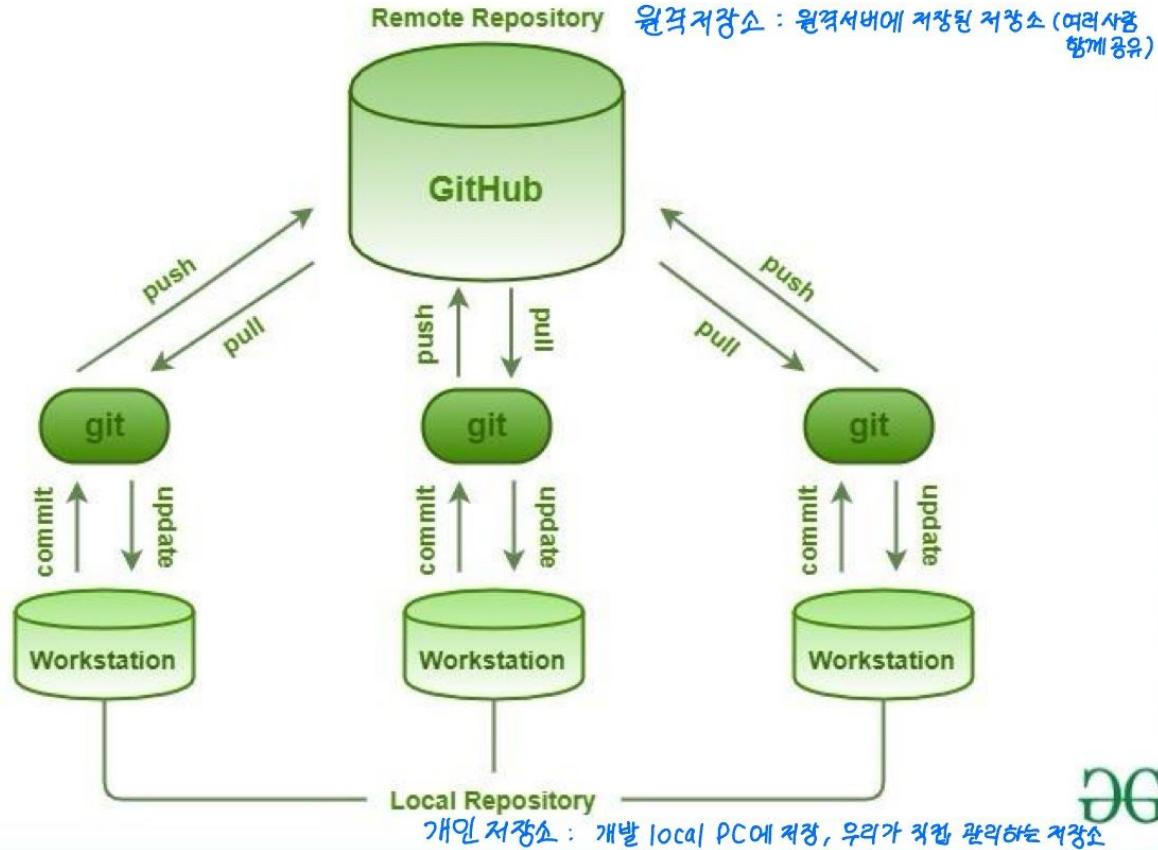 Remote Repository 원격저장소 : 원격서버에 저장된 저장소 (여러사람
함께 공유)
GitHub
push
pull
push
pull
pull
push
git
git
git
commit
update
commit
update
commit
update
Workstation
Workstation
Workstation
Local Repository
개인 저장소 : 개발 local PC에 저장, 우리가 직접 관리하는 저장소